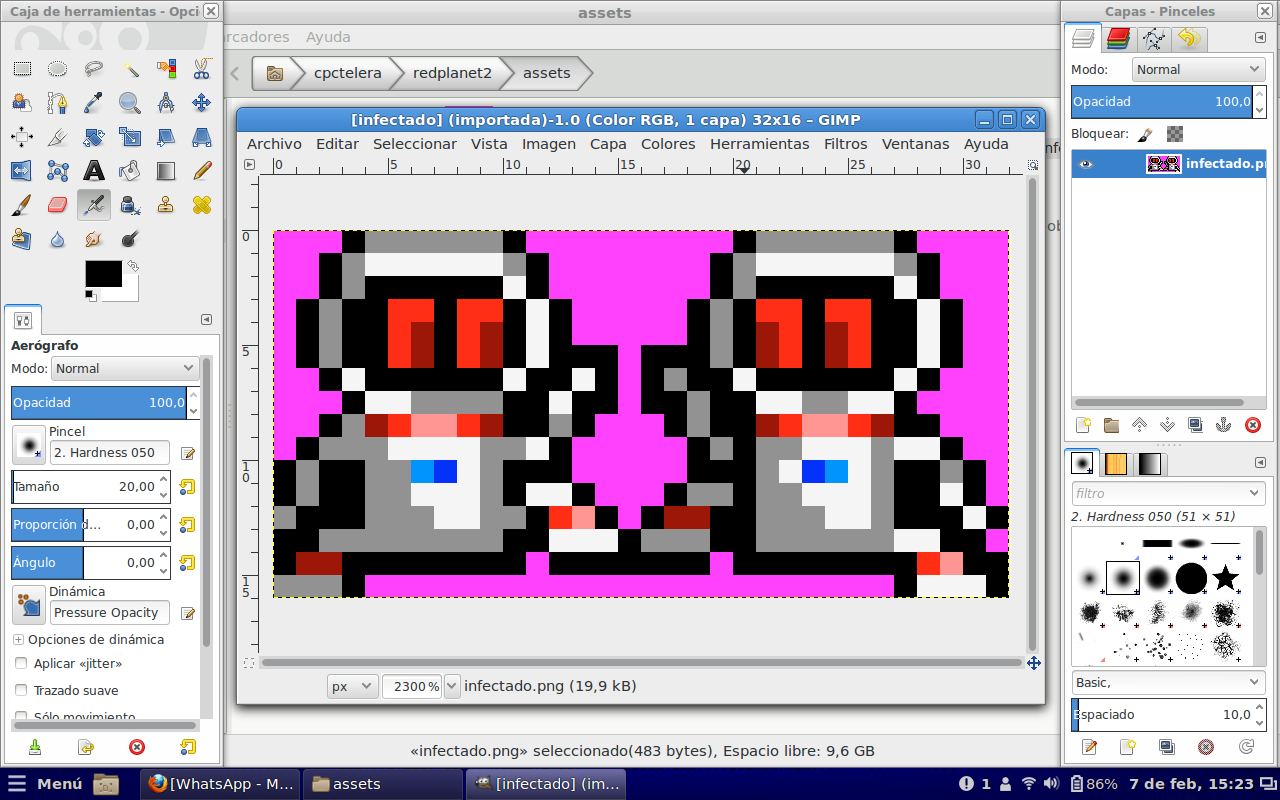 Caja de herramientas - Opci
assets
rcadores Ayuda
cpctelera redplanet2 assets
[infectado] (importada)-1.0 (Color RGB, 1 capa) 32x16 – GIMP
Archivo Editar Seleccionar Vista Imagen Capa Colores Herramientas Filtros Ventanas Ayuda
0 5 10 15 20 25 30
0
5
10
15
px 2300 % infectado.png (19,9 kB)
Aerógrafo
Modo: Normal
Opacidad 100,0
Pincel
2. Hardness 050
Tamaño 20,00
Proporción d... 0,00
Ángulo 0,00
Dinámica
Pressure Opacity
Opciones de dinámica
Aplicar «jitter»
Trazado suave
Sólo movimiento
Capas - Pinceles
Modo: Normal
Opacidad 100,0
Bloquear:
infectado.pn
filtro
2. Hardness 050 (51 × 51)
Basic,
Espaciado 10,0
«infectado.png» seleccionado(483 bytes), Espacio libre: 9,6 GB
Menú [WhatsApp - M... assets [infectado] (im... 1 86% 7 de feb, 15:23